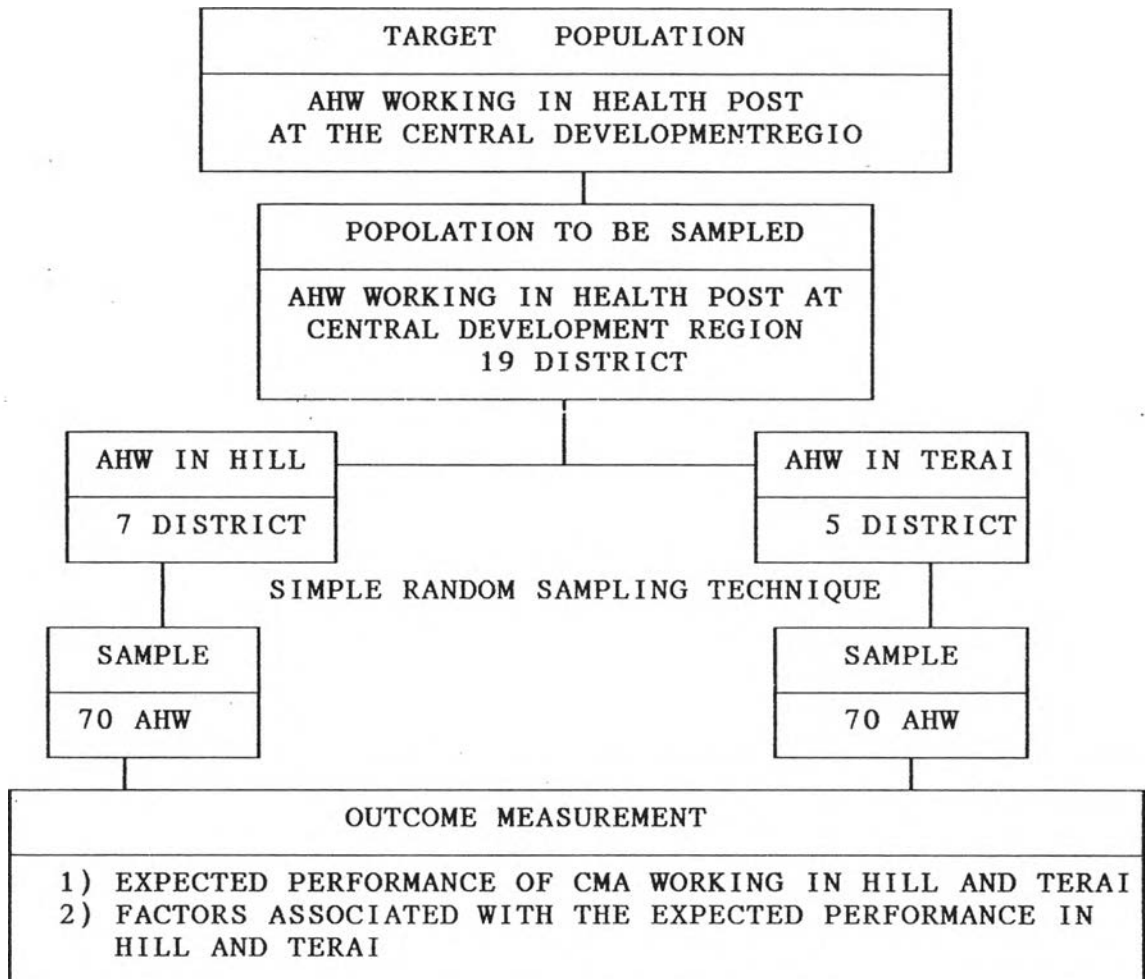 TARGET POPULATION
AHW WORKING IN HEALTH POST
AT THE CENTRAL DEVELOPMENTREGIO
POPOLATION TO BE SAMPLED
AHW WORKING IN HEALTH POST AT
CENTRAL DEVELOPMENT REGION
19 DISTRICT
AHW IN HILL
7 DISTRICT
AHW IN TERAI
5 DISTRICT
SIMPLE RANDOM SAMPLING TECHNIQUE
SAMPLE
70 AHW
SAMPLE
70 AHW
OUTCOME MEASUREMENT
1) EXPECTED PERFORMANCE OF CMA WORKING IN HILL AND TERAI
2) FACTORS ASSOCIATED WITH THE EXPECTED PERFORMANCE IN
HILL AND TERAI